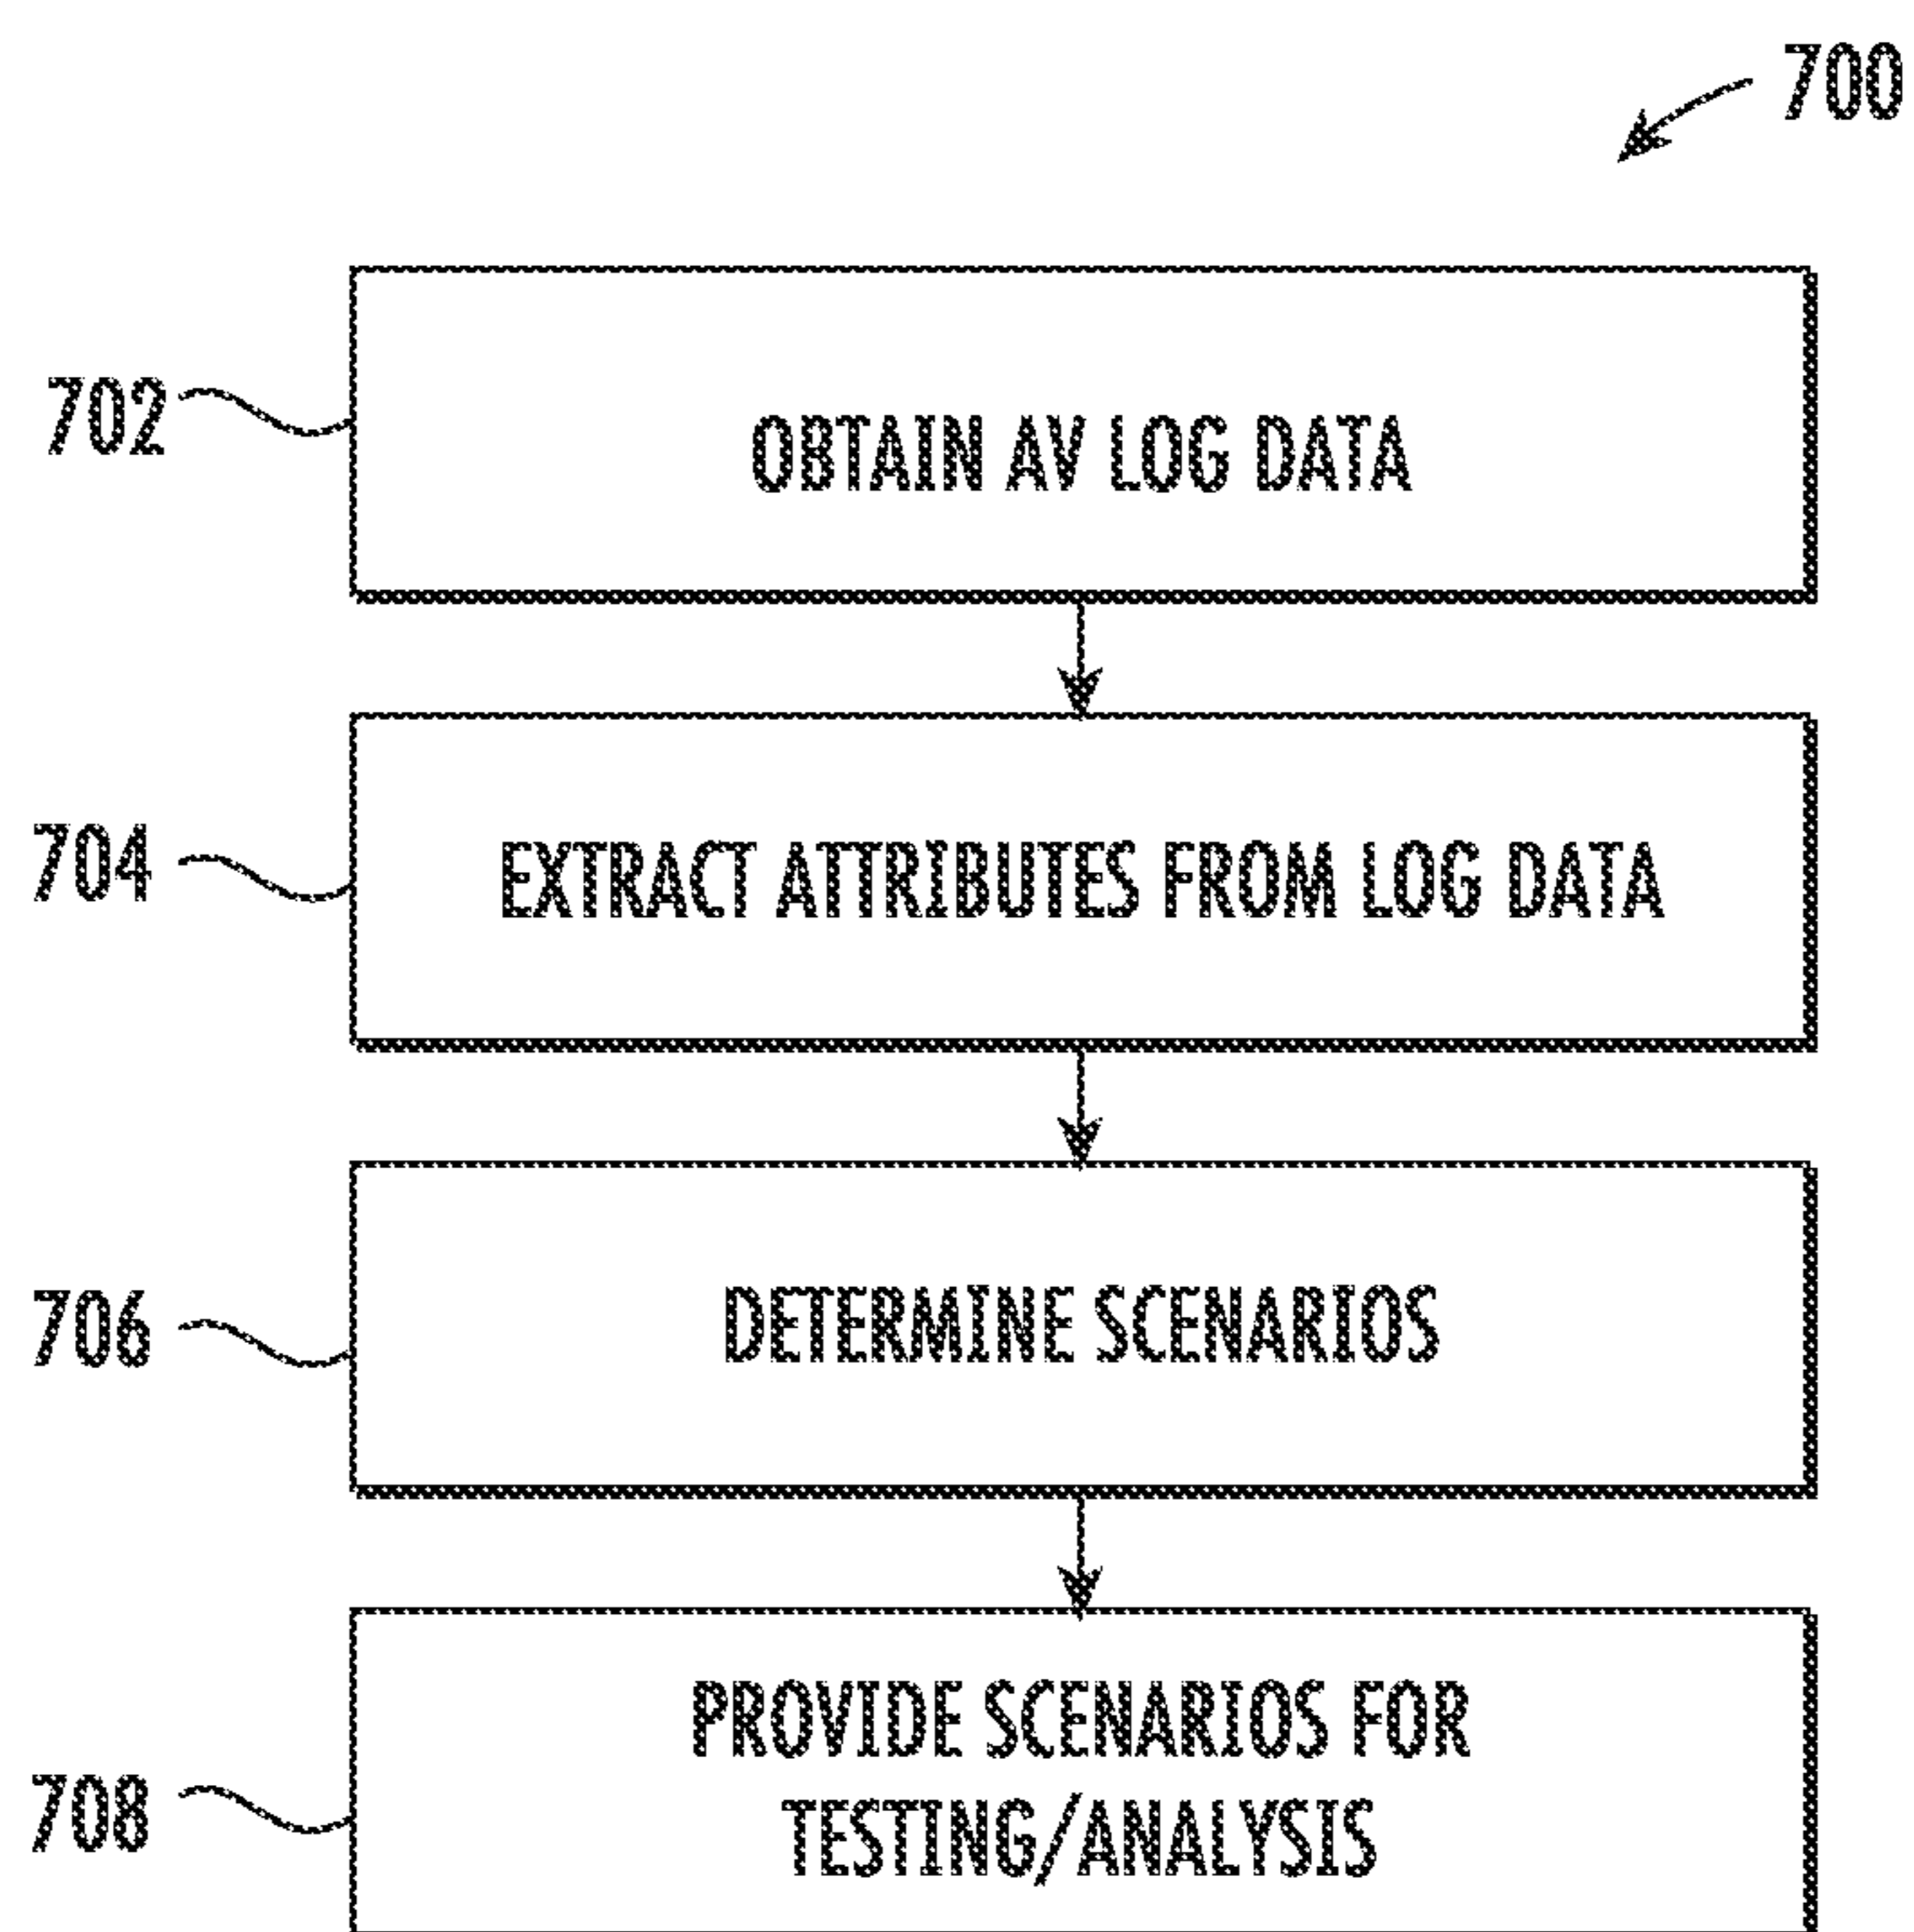 700
702
OBTAIN AV LOG DATA
704
EXTRACT ATTRIBUTES FROM LOG DATA
706
DETERMINE SCENARIOS
708
PROVIDE SCENARIOS FOR
TESTING/ANALYSIS